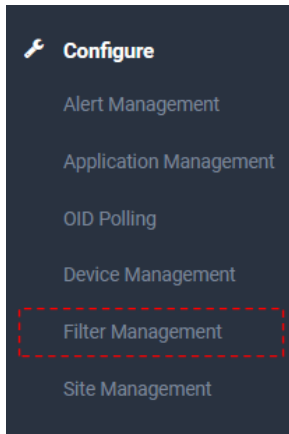 Configure
Alert Management
Application Management
OID Polling
Device Management
Filter Management
Site Management